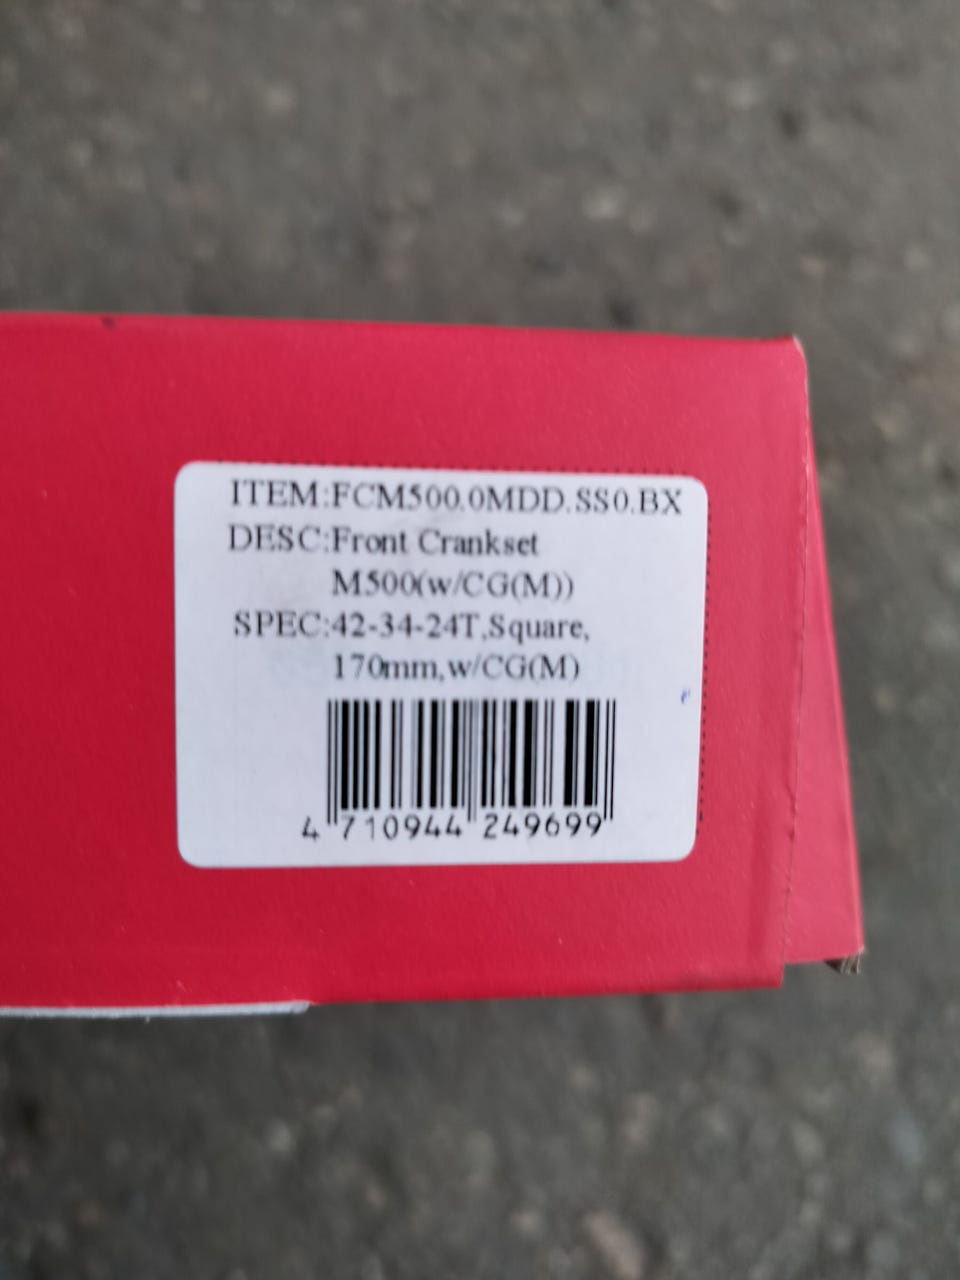 ITEM:FCM500.0MDD.SS0.BX
DESC:Front Crankset
M500(w/CG(M))
SPEC:42-34-24T,Square,
170mm,w/CG(M)
4 710944 249699